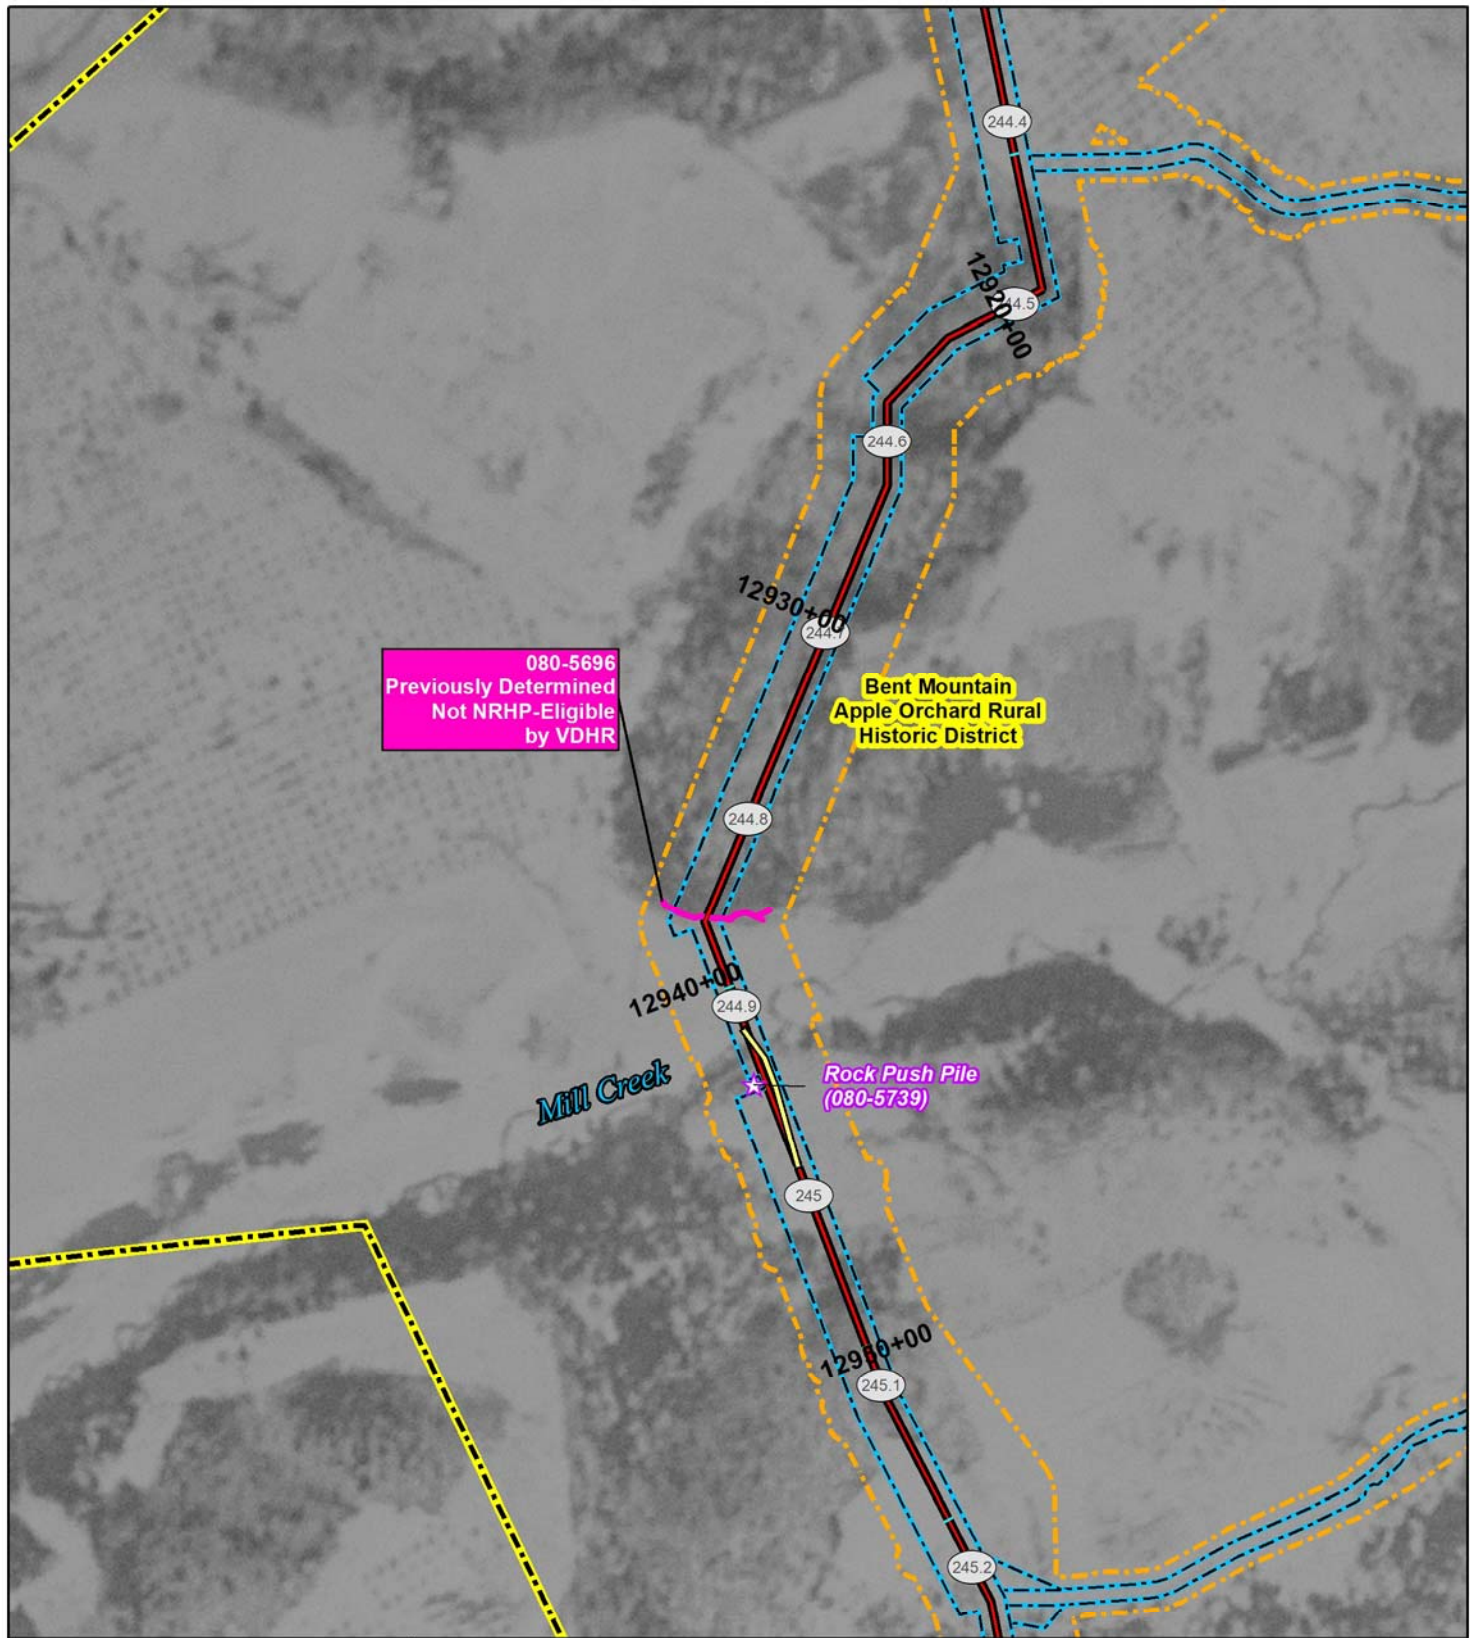 244.4
12920+00
244.5
244.6
12930+00
244.7
080-5696
Previously Determined
Not NRHP-Eligible
by VDHR
Bent Mountain
Apple Orchard Rural
Historic District
244.8
12940+00
244.9
Mill Creek
Rock Push Pile
(080-5739)
245
12950+00
245.1
245.2